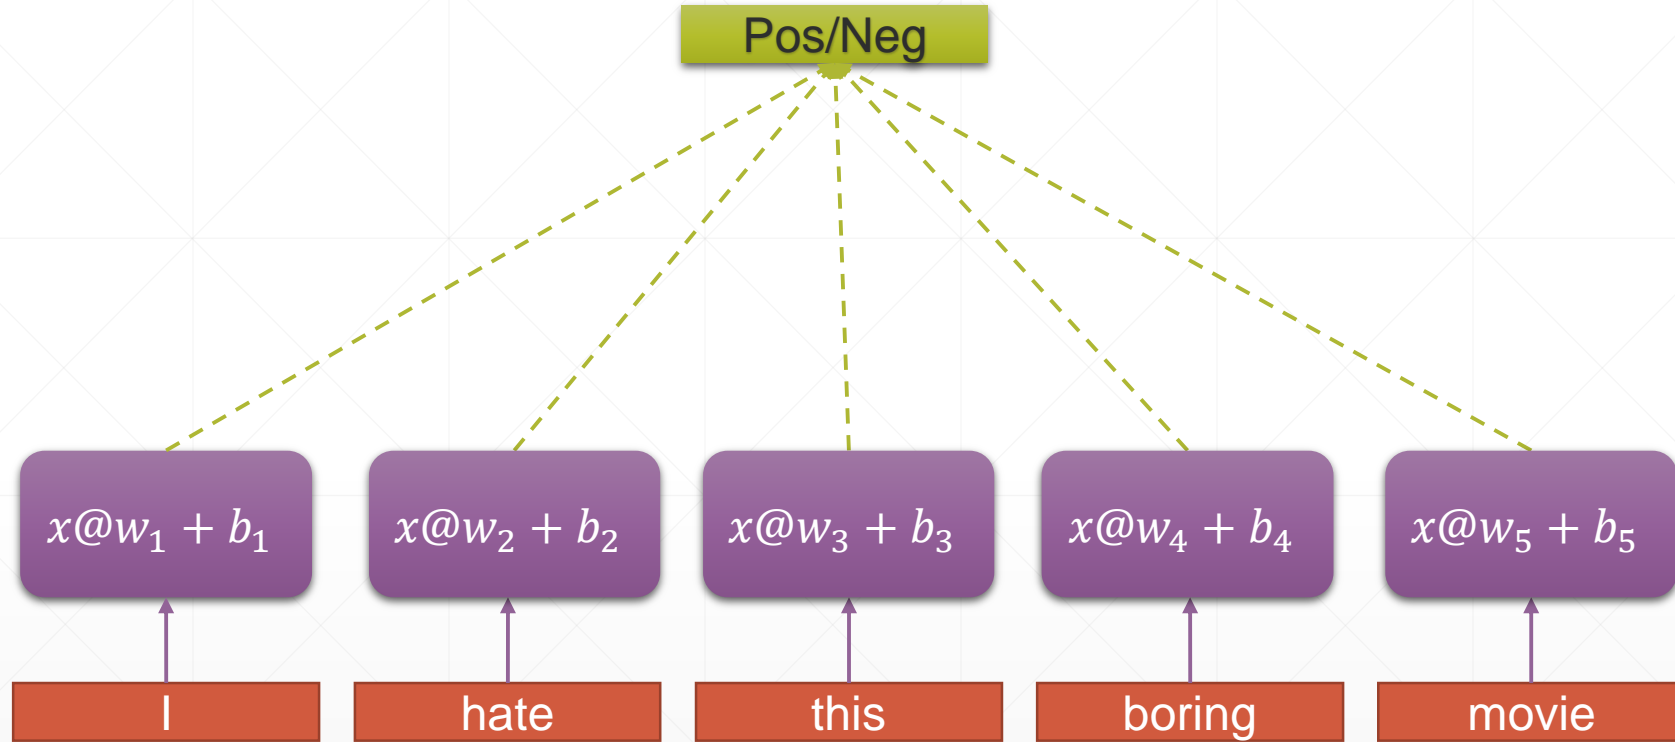 Pos/Neg
x@w₁ + b₁
x@w₂ + b₂
x@w₃ + b₃
x@w₄ + b₄
x@w₅ + b₅
I
hate
this
boring
movie